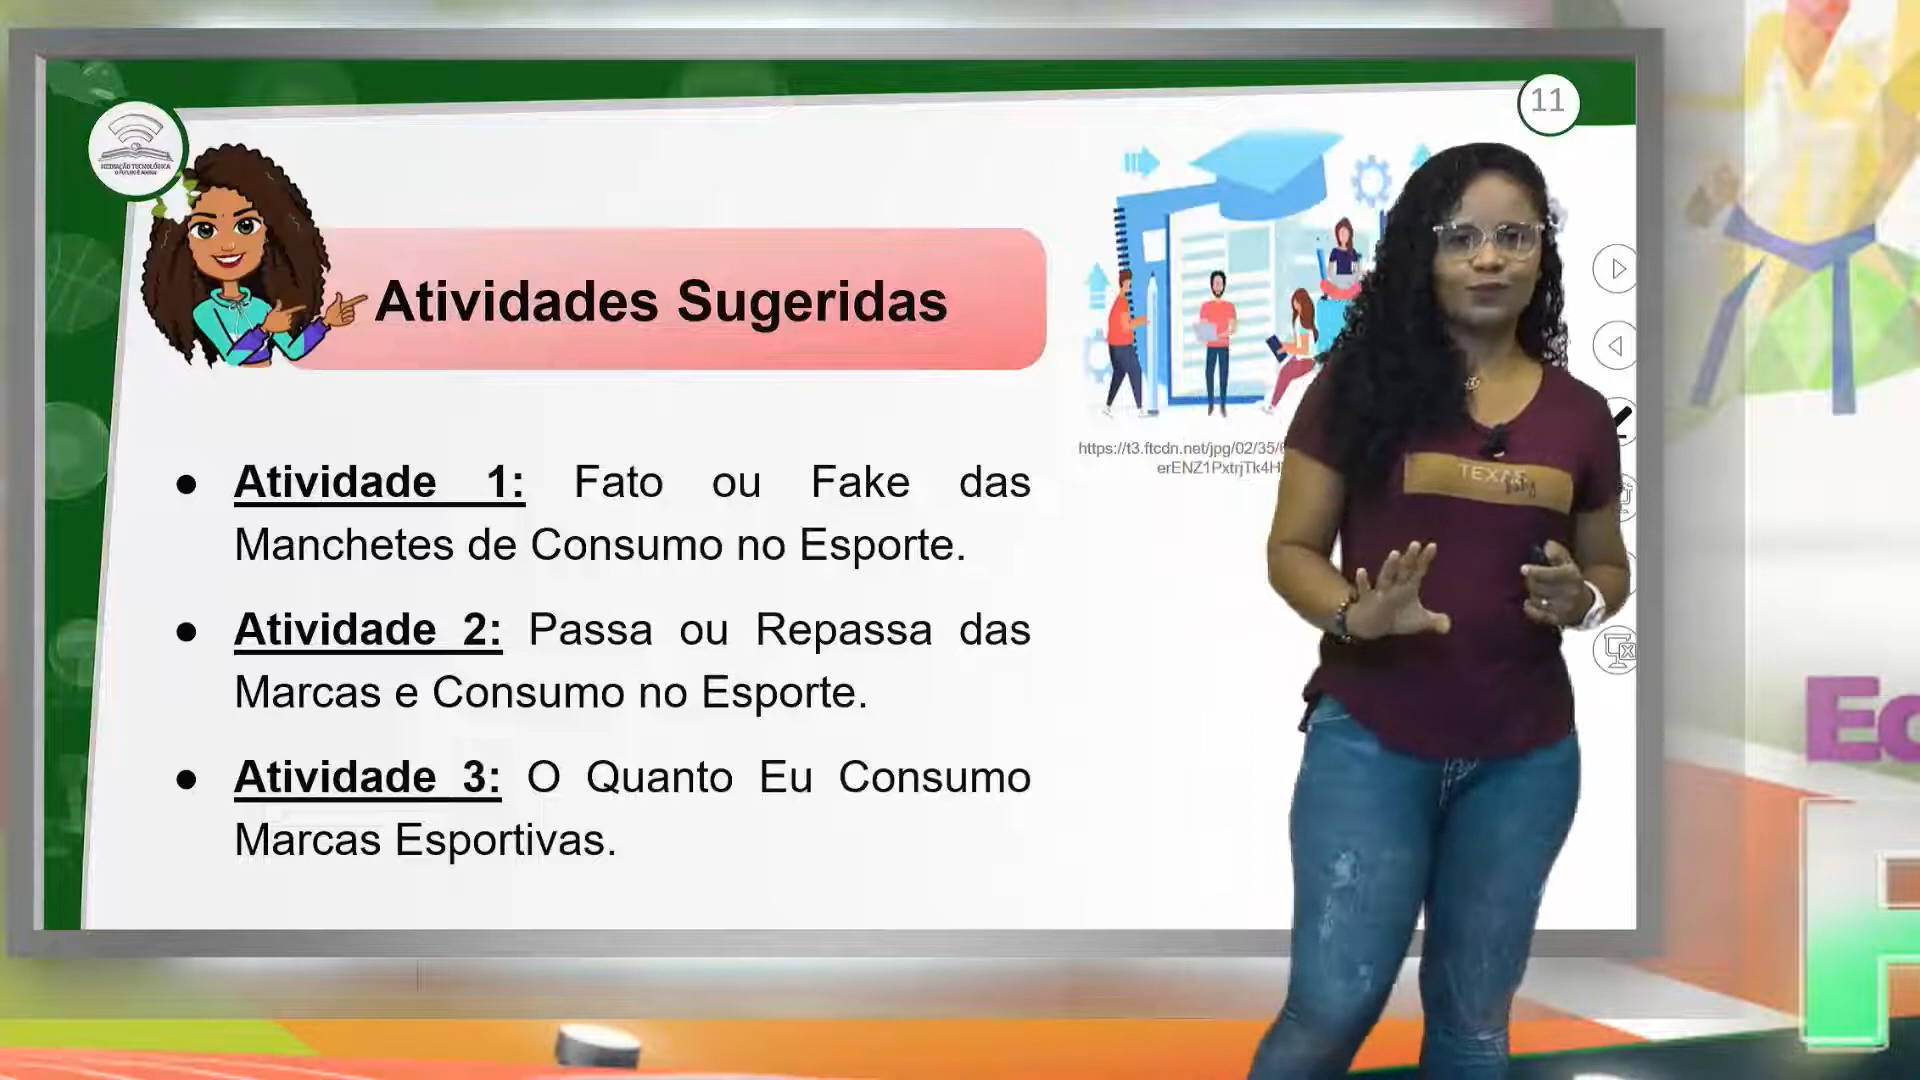 11
MEDIAÇÃO TECNOLÓGICA
Atividades Sugeridas
https://t3.ftcdn.net/jpg/02/35/
erENZ1PxtrjTk4H
● Atividade 1: Fato ou Fake das
Manchetes de Consumo no Esporte.
● Atividade 2: Passa ou Repassa das
Marcas e Consumo no Esporte.
● Atividade 3: O Quanto Eu Consumo
Marcas Esportivas.
TEXAS